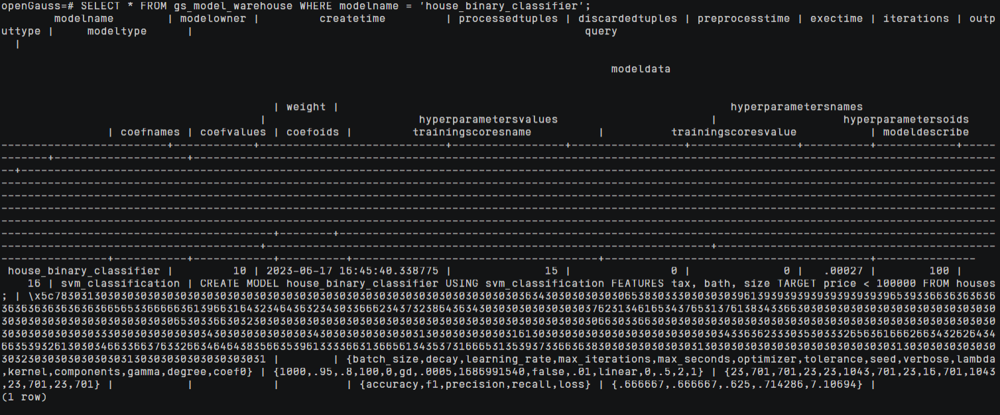 openGauss=# SELECT * FROM gs_model_warehouse WHERE modelname = 'house_binary_classifier';
modelname | modelowner | createtime | processedtuples | discardedtuples | preprocesstime | exectime | iterations | outp
uttype | modeltype | query
|
modeldata
| weight | hyperparametersnames
| hyperparametersvalues | hyperparametersoids
| coefnames | coefvalues | coefoids | trainingscoresname | trainingscoresvalue | modeldescribe
house_binary_classifier | 10 | 2023-06-17 16:45:40.338775 | 15 | 0 | 0 | .00027 | 100 |
16 | svm_classification | CREATE MODEL house_binary_classifier USING svm_classification FEATURES tax, bath, size TARGET price < 100000 FROM houses
; |
| | {batch_size,decay,learning_rate,max_iterations,max_seconds,optimizer,tolerance,seed,verbose,lambda
,kernel,components,gamma,degree,coef0} | {1000,.95,.8,100,0,gd,.0005,1686991540,false,.01,linear,0,.5,2,1} | {23,701,701,23,23,1043,701,23,16,701,1043
,23,701,23,701} | | | | {accuracy,f1,precision,recall,loss} | {.666667,.666667,.625,.714286,7.10694} |
(1 row)